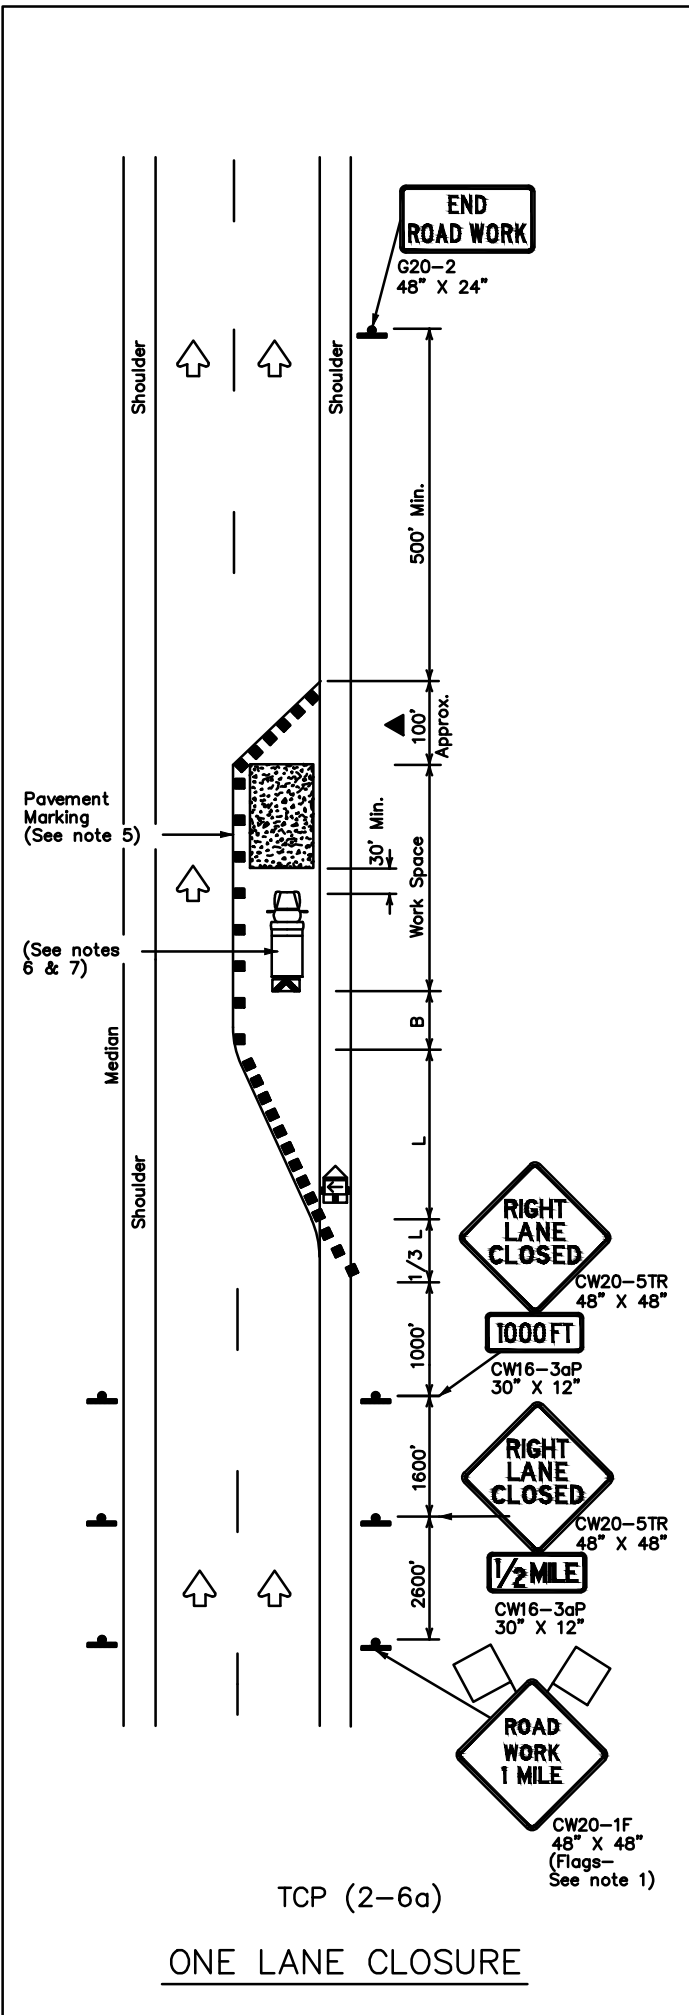 END
ROAD WORK
G20-2
48" X 24"
Shoulder
Shoulder
500' Min.
100'
Approx.
Pavement
Marking
(See note 5)
30' Min.
Work Space
(See notes
6 & 7)
B
Median
L
Shoulder
1/3 L
RIGHT
LANE
CLOSED
CW20-5TR
48" X 48"
1000 FT
1000'
CW16-3aP
30" X 12"
RIGHT
LANE
CLOSED
1600'
CW20-5TR
48" X 48"
1/2 MILE
2600'
CW16-3aP
30" X 12"
ROAD
WORK
1 MILE
CW20-1F
48" X 48"
(Flags-
See note 1)
TCP (2-6a)
ONE LANE CLOSURE